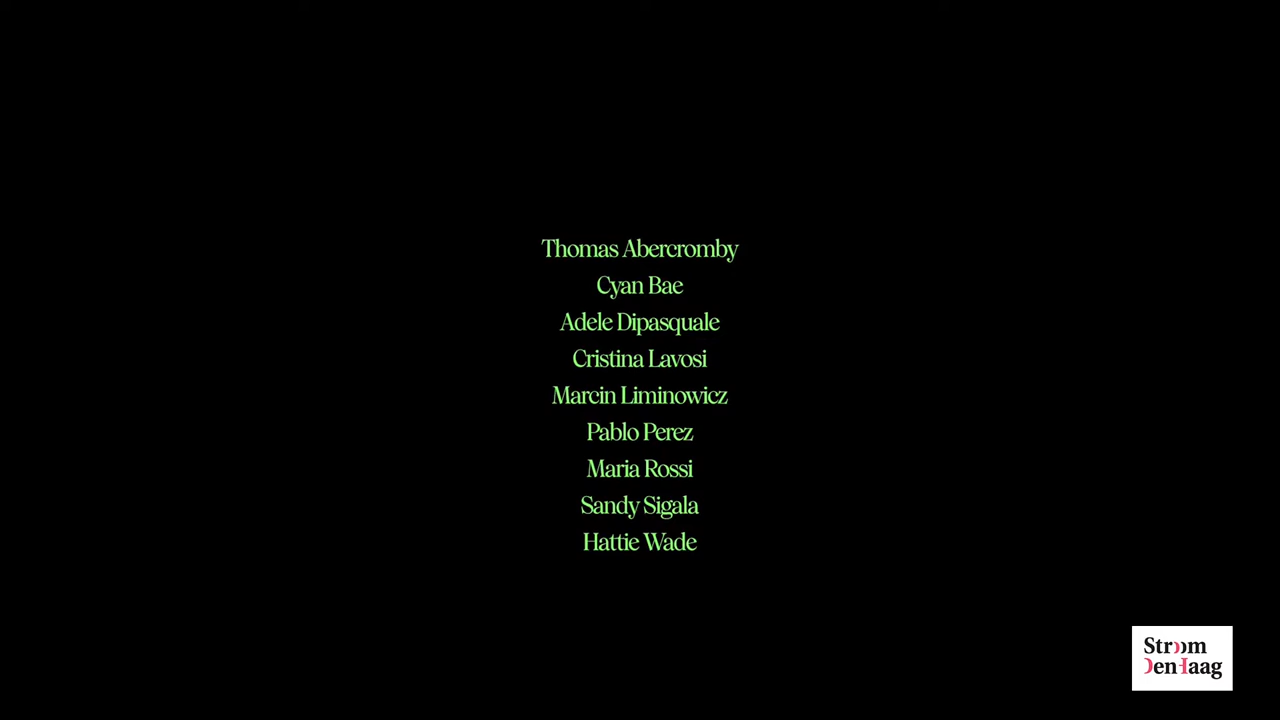 Thomas Abercromby
Cyan Bae
Adele Dipasquale
Cristina Lavosi
Marcin Liminowicz
Pablo Perez
Maria Rossi
Sandy Sigala
Hattie Wade
Stroom
Den Haag